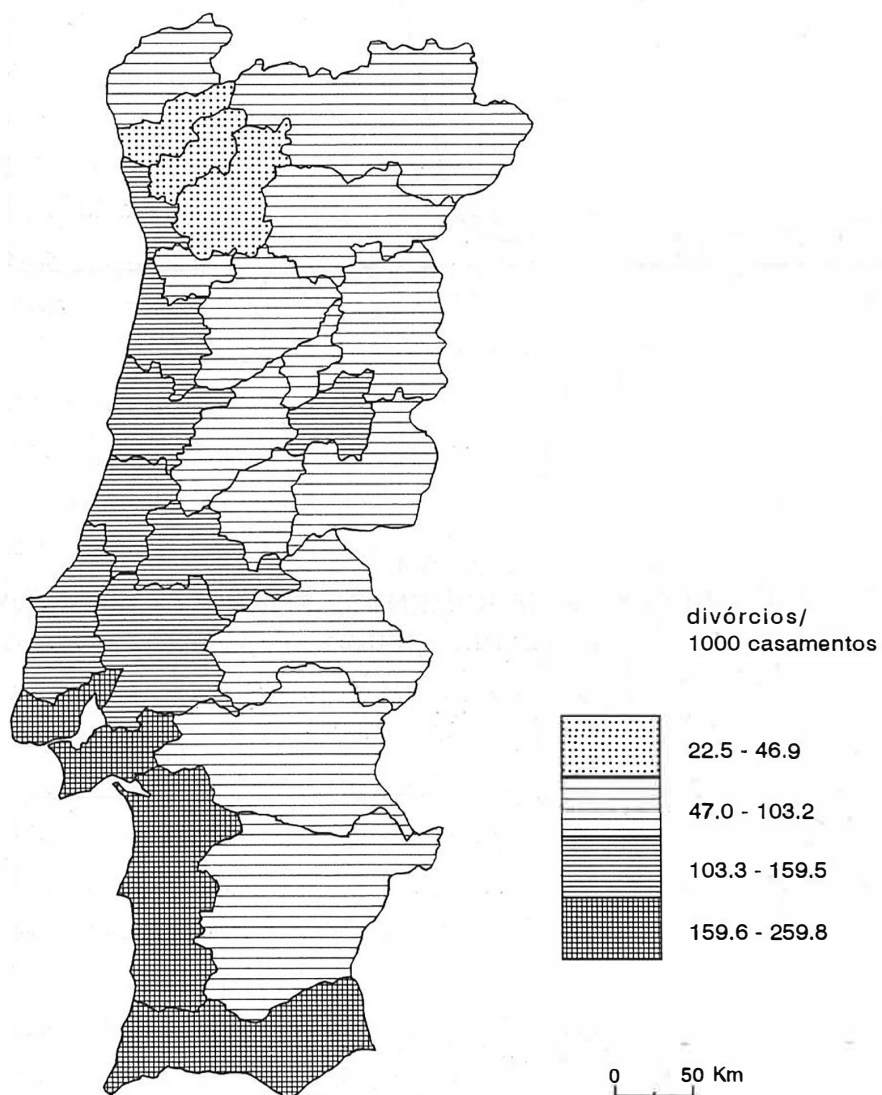 divórcios/
1000 casamentos
22.5 - 46.9
47.0 - 103.2
103.3 - 159.5
159.6 - 259.8
0 50 Km